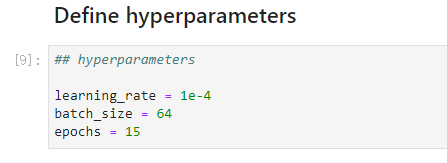 Define hyperparameters
[9]: ## hyperparameters
learning_rate = 1e-4
batch_size = 64
epochs = 15